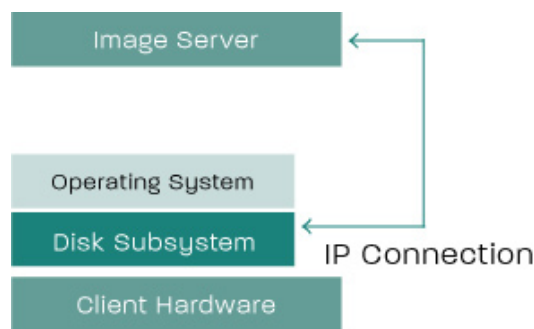 Image Server
Operating System
Disk Subsystem
IP Connection
Client Hardware